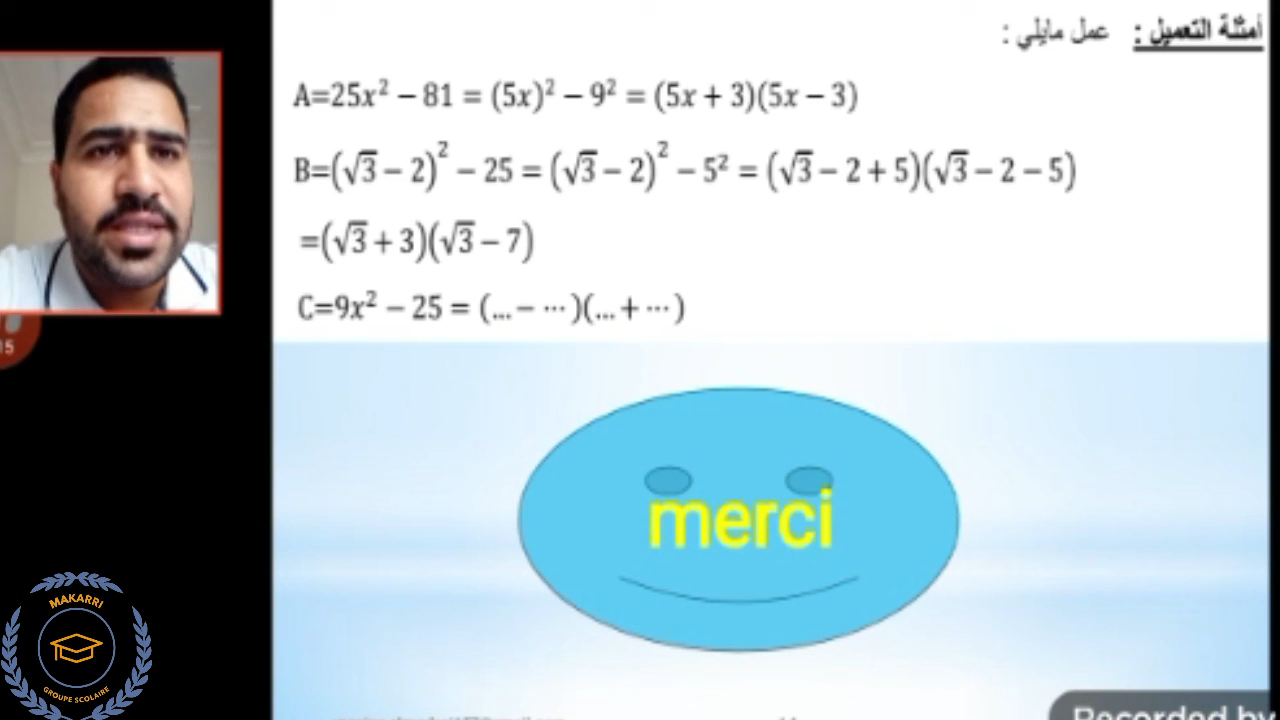 أمثلة التعميل : عمل مايلي :
A=25x² − 81 = (5x)² − 9² = (5x + 3)(5x − 3)
B=(√3 − 2)² − 25 = (√3 − 2)² − 5² = (√3 − 2 + 5)(√3 − 2 − 5)
=(√3 + 3)(√3 − 7)
C=9x² − 25 = (... − ⋯)(... + ⋯)
15
merci
MAKARRI
GROUPE SCOLAIRE
Recorded by